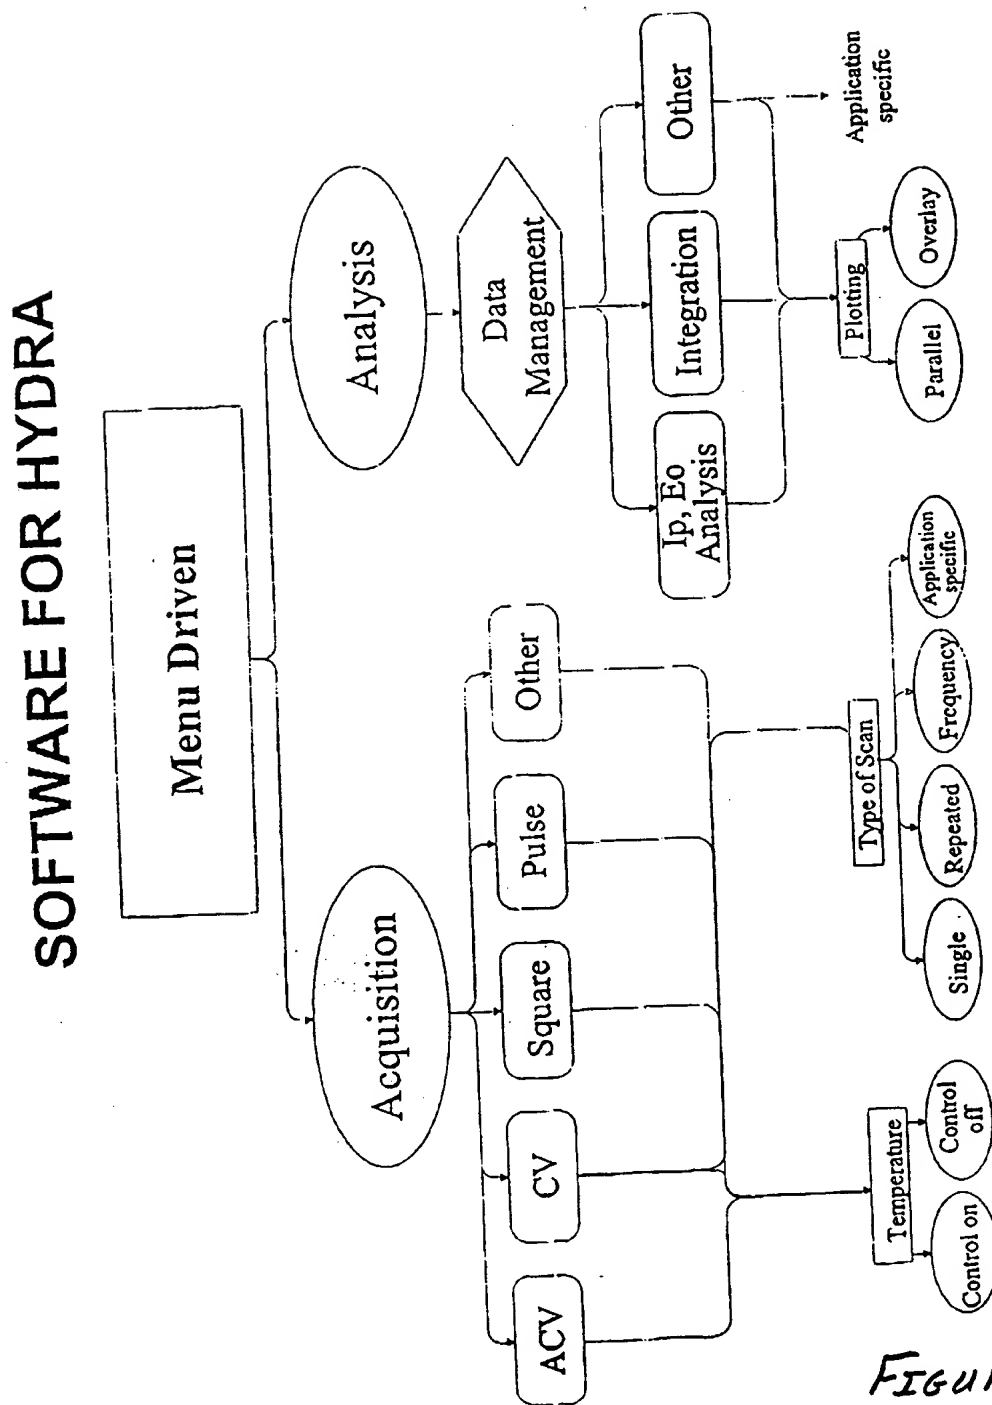 SOFTWARE FOR HYDRA
Menu Driven
Acquisition
Analysis
Data
Management
ACV
CV
Square
Pulse
Other
Ip, Eo
Analysis
Integration
Other
Temperature
Control on
Control off
Type of Scan
Single
Repeated
Frequency
Application
specific
Plotting
Parallel
Overlay
Application
specific